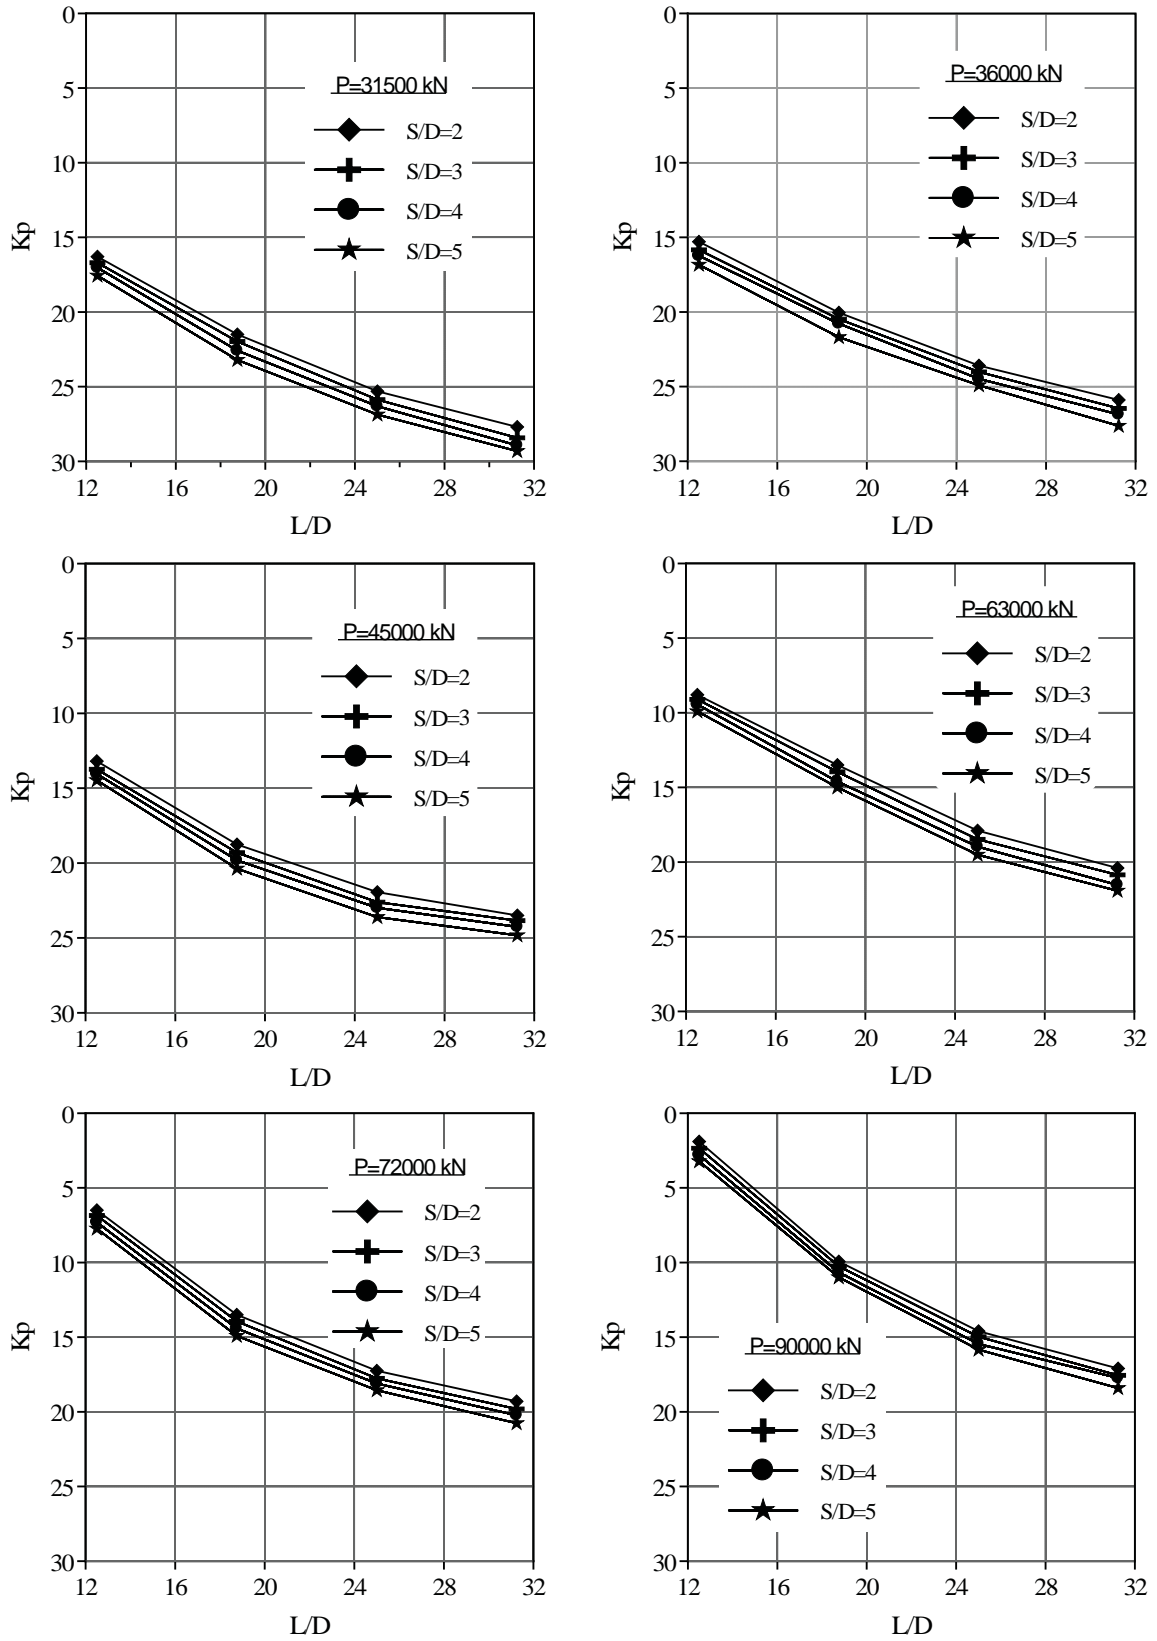 0
5
10
15
20
25
30
Kp
P=31500 kN
S/D=2
S/D=3
S/D=4
S/D=5
12 16 20 24 28 32
L/D
0
5
10
15
20
25
30
Kp
P=36000 kN
S/D=2
S/D=3
S/D=4
S/D=5
12 16 20 24 28 32
L/D
0
5
10
15
20
25
30
Kp
P=45000 kN
S/D=2
S/D=3
S/D=4
S/D=5
12 16 20 24 28 32
L/D
0
5
10
15
20
25
30
Kp
P=63000 kN
S/D=2
S/D=3
S/D=4
S/D=5
12 16 20 24 28 32
L/D
0
5
10
15
20
25
30
Kp
P=72000 kN
S/D=2
S/D=3
S/D=4
S/D=5
12 16 20 24 28 32
L/D
0
5
10
15
20
25
30
Kp
P=90000 kN
S/D=2
S/D=3
S/D=4
S/D=5
12 16 20 24 28 32
L/D